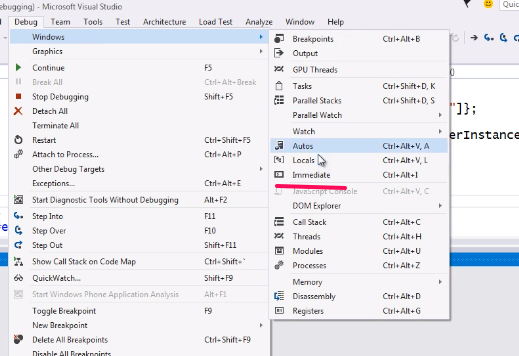 Debugging) - Microsoft Visual Studio
Debug Team Tools Test Architecture Load Test Analyze Window Help
Windows
Graphics
Continue F5
Break All Ctrl+Alt+Break
Stop Debugging Shift+F5
Detach All
Terminate All
Restart Ctrl+Shift+F5
Attach to Process... Ctrl+Alt+P
Other Debug Targets
Exceptions... Ctrl+Alt+E
Start Diagnostic Tools Without Debugging Alt+F2
Step Into F11
Step Over F10
Step Out Shift+F11
Show Call Stack on Code Map Ctrl+Shift+`
QuickWatch... Shift+F9
Start Windows Phone Application Analysis Alt+F1
Toggle Breakpoint F9
New Breakpoint
Delete All Breakpoints Ctrl+Shift+F9
Disable All Breakpoints
Breakpoints Ctrl+Alt+B
Output
GPU Threads
Tasks Ctrl+Shift+D, K
Parallel Stacks Ctrl+Shift+D, S
Parallel Watch
Watch
Autos Ctrl+Alt+V, A
Locals Ctrl+Alt+V, L
Immediate Ctrl+Alt+I
JavaScript Console Ctrl+Alt+V, C
DOM Explorer
Call Stack Ctrl+Alt+C
Threads Ctrl+Alt+H
Modules Ctrl+Alt+U
Processes Ctrl+Alt+Z
Memory
Disassembly Ctrl+Alt+D
Registers Ctrl+Alt+G
"]};
erInstance